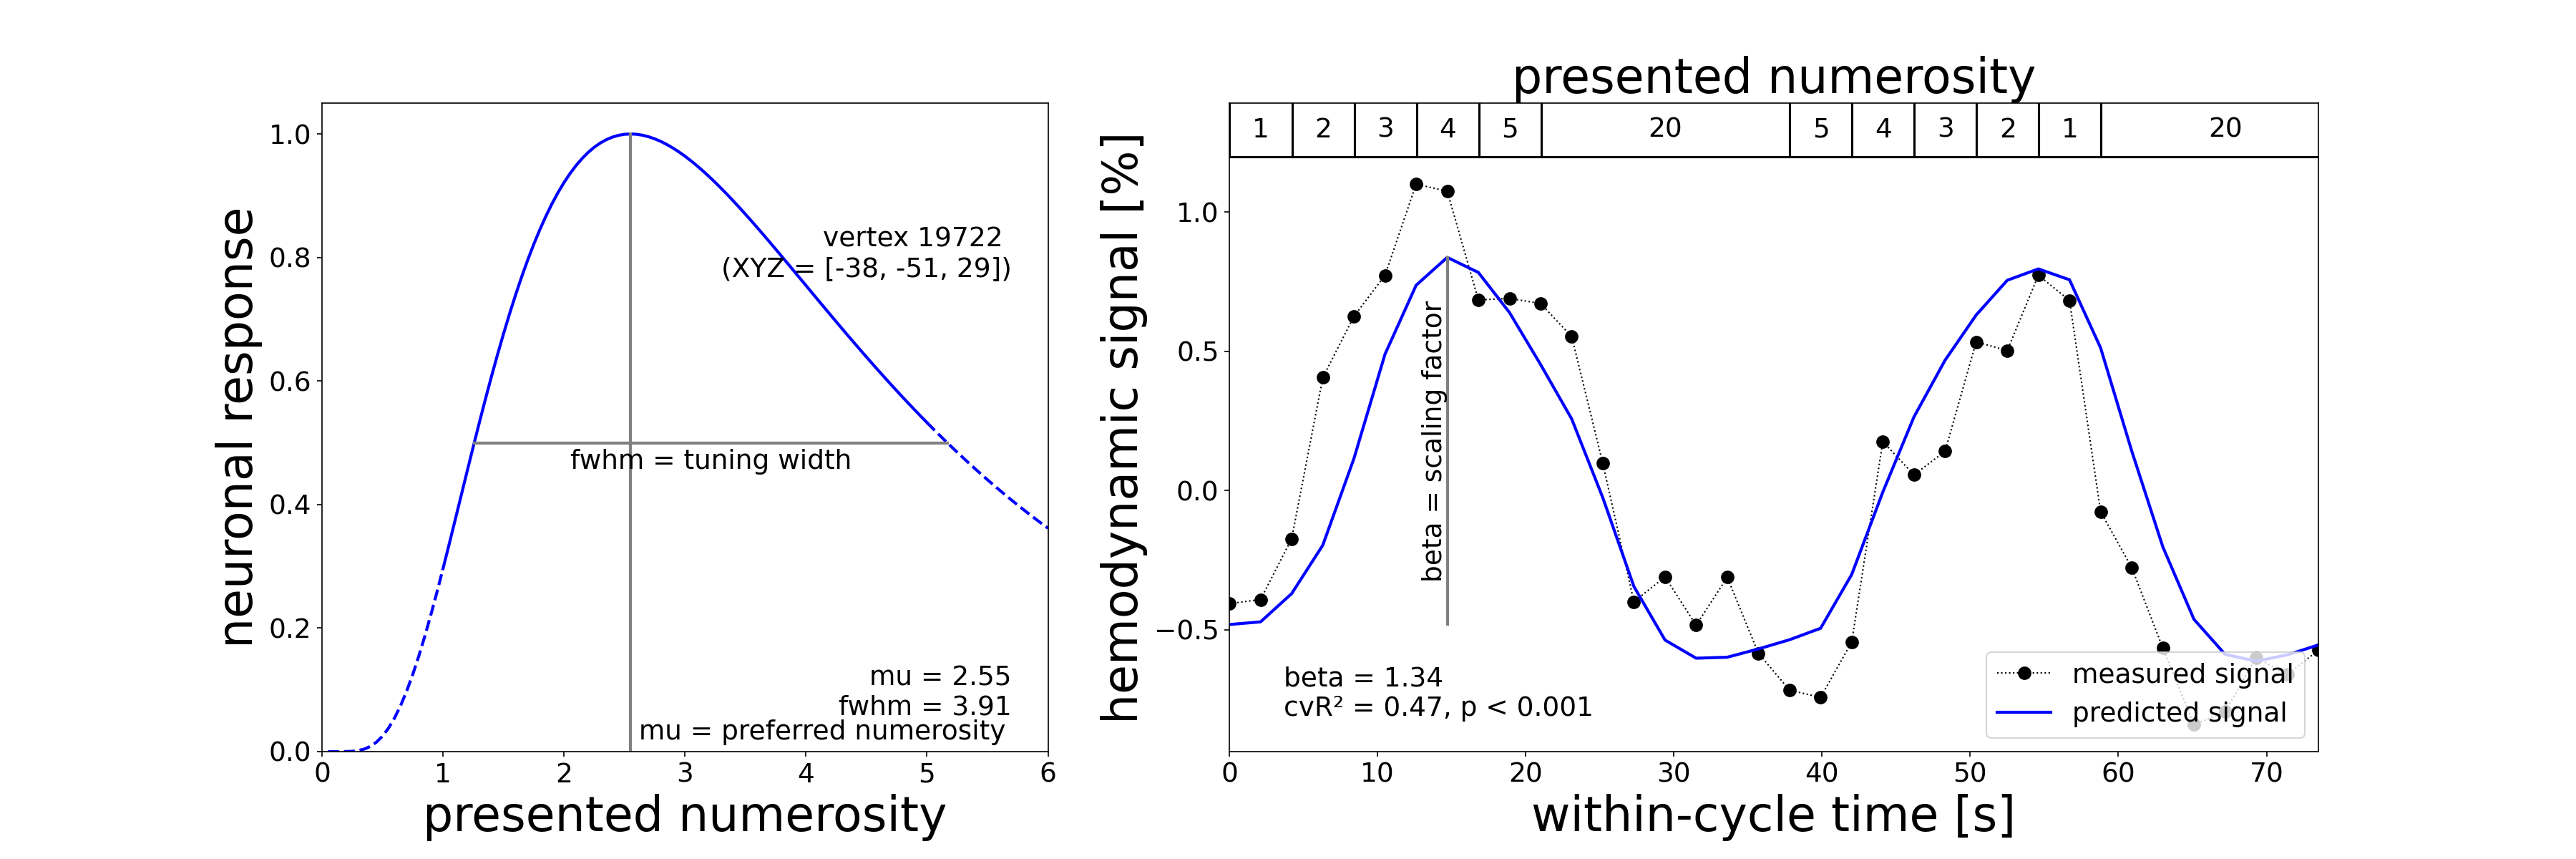 neuronal response
1.0
0.8
0.6
0.4
0.2
0.0
vertex 19722
(XYZ = [-38, -51, 29])
fwhm = tuning width
mu = 2.55
fwhm = 3.91
mu = preferred numerosity
0 1 2 3 4 5 6
presented numerosity
presented numerosity
1 2 3 4 5 20 5 4 3 2 1 20
hemodynamic signal [%]
1.0
0.5
0.0
−0.5
beta = scaling factor
beta = 1.34
cvR² = 0.47, p < 0.001
measured signal
predicted signal
0 10 20 30 40 50 60 70
within-cycle time [s]